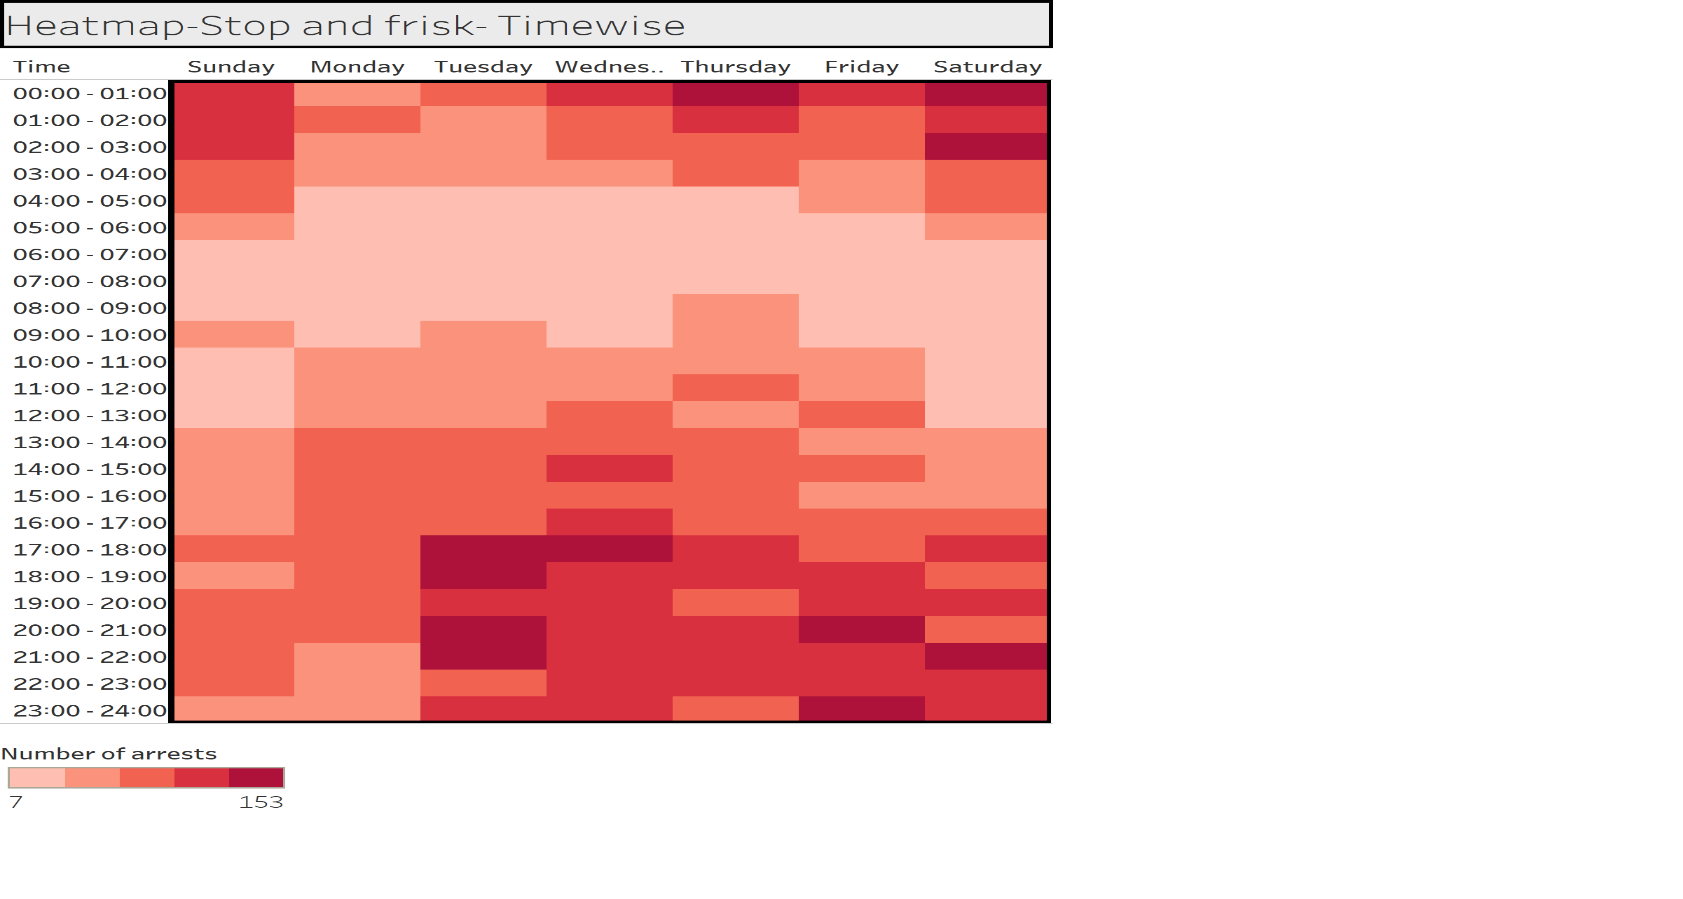 Heatmap-Stop and frisk- Timewise
Time Sunday Monday Tuesday Wednes.. Thursday Friday Saturday
00:00 - 01:00
01:00 - 02:00
02:00 - 03:00
03:00 - 04:00
04:00 - 05:00
05:00 - 06:00
06:00 - 07:00
07:00 - 08:00
08:00 - 09:00
09:00 - 10:00
10:00 - 11:00
11:00 - 12:00
12:00 - 13:00
13:00 - 14:00
14:00 - 15:00
15:00 - 16:00
16:00 - 17:00
17:00 - 18:00
18:00 - 19:00
19:00 - 20:00
20:00 - 21:00
21:00 - 22:00
22:00 - 23:00
23:00 - 24:00
Number of arrests
7 153